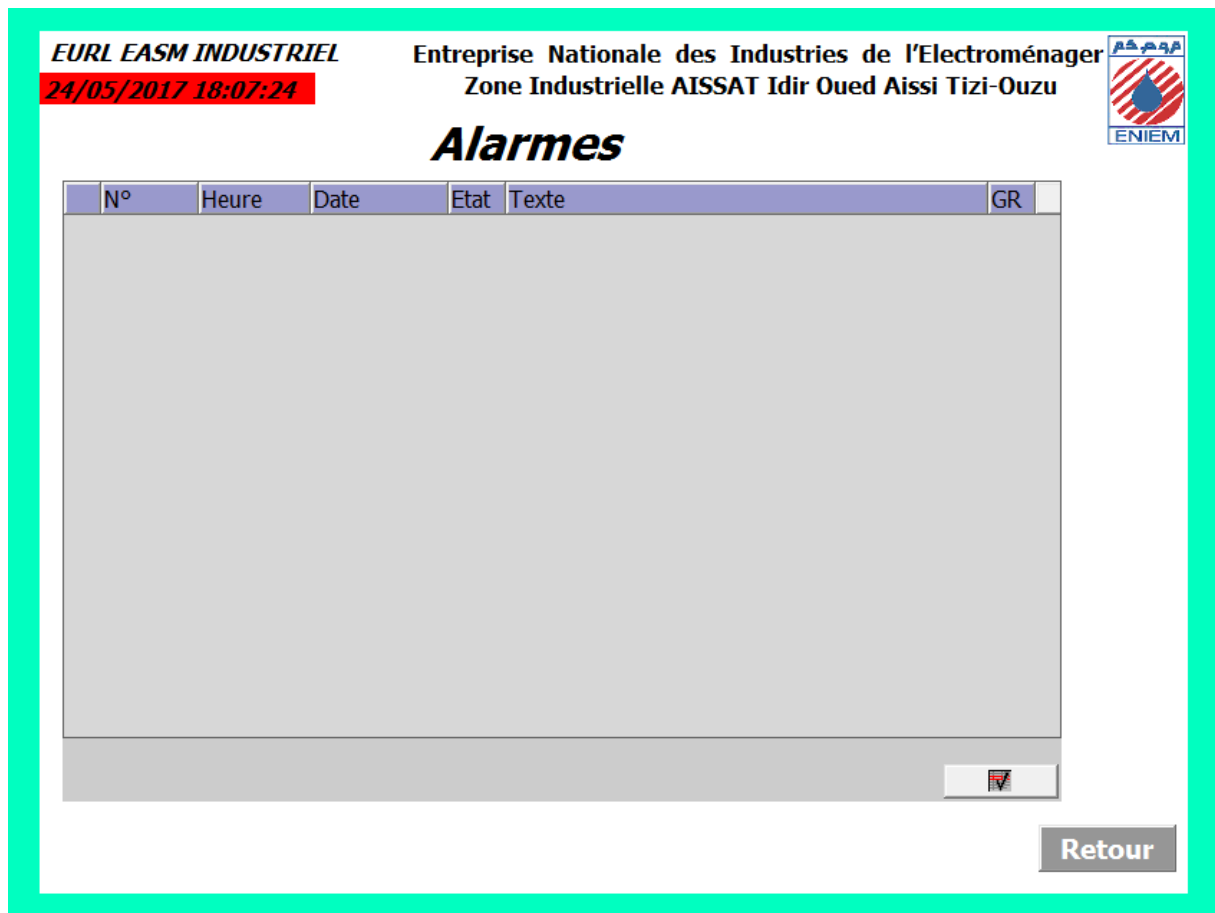 EURL EASM INDUSTRIEL
24/05/2017 18:07:24
Entreprise Nationale des Industries de l'Electroménager
Zone Industrielle AISSAT Idir Oued Aissi Tizi-Ouzu
ENIEM
Alarmes
N° Heure Date Etat Texte GR
Retour